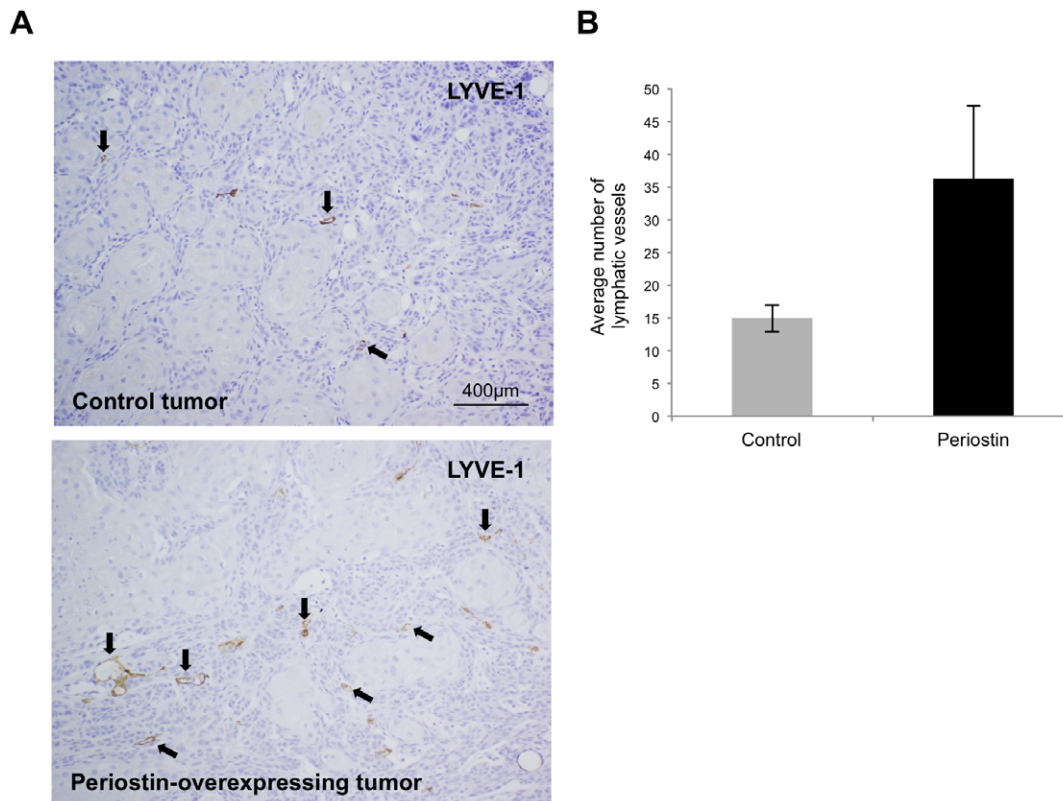 A
LYVE-1
Control tumor
400µm
LYVE-1
Periostin-overexpressing tumor
B
Average number of
lymphatic vessels
50
45
40
35
30
25
20
15
10
5
0
Control
Periostin